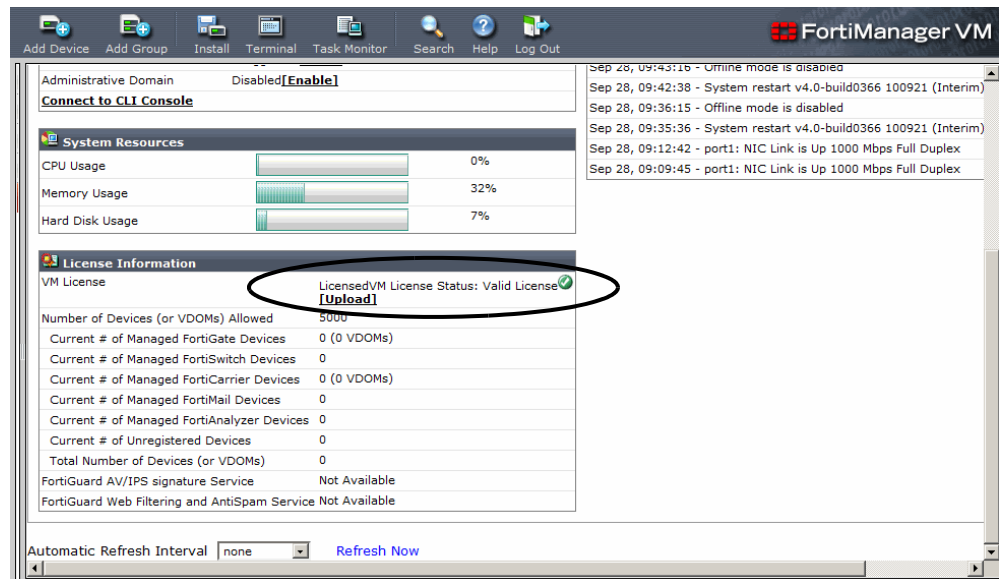 Add Device Add Group Install Terminal Task Monitor Search Help Log Out
FortiManager VM
Administrative Domain Disabled[Enable]
Connect to CLI Console
System Resources
CPU Usage 0%
Memory Usage 32%
Hard Disk Usage 7%
License Information
VM License LicensedVM License Status: Valid License
[Upload]
Number of Devices (or VDOMs) Allowed 5000
Current # of Managed FortiGate Devices 0 (0 VDOMs)
Current # of Managed FortiSwitch Devices 0
Current # of Managed FortiCarrier Devices 0 (0 VDOMs)
Current # of Managed FortiMail Devices 0
Current # of Managed FortiAnalyzer Devices 0
Current # of Unregistered Devices 0
Total Number of Devices (or VDOMs) 0
FortiGuard AV/IPS signature Service Not Available
FortiGuard Web Filtering and AntiSpam Service Not Available
Sep 28, 09:43:16 - Offline mode is disabled
Sep 28, 09:42:38 - System restart v4.0-build0366 100921 (Interim)
Sep 28, 09:36:15 - Offline mode is disabled
Sep 28, 09:35:36 - System restart v4.0-build0366 100921 (Interim)
Sep 28, 09:12:42 - port1: NIC Link is Up 1000 Mbps Full Duplex
Sep 28, 09:09:45 - port1: NIC Link is Up 1000 Mbps Full Duplex
Automatic Refresh Interval none Refresh Now